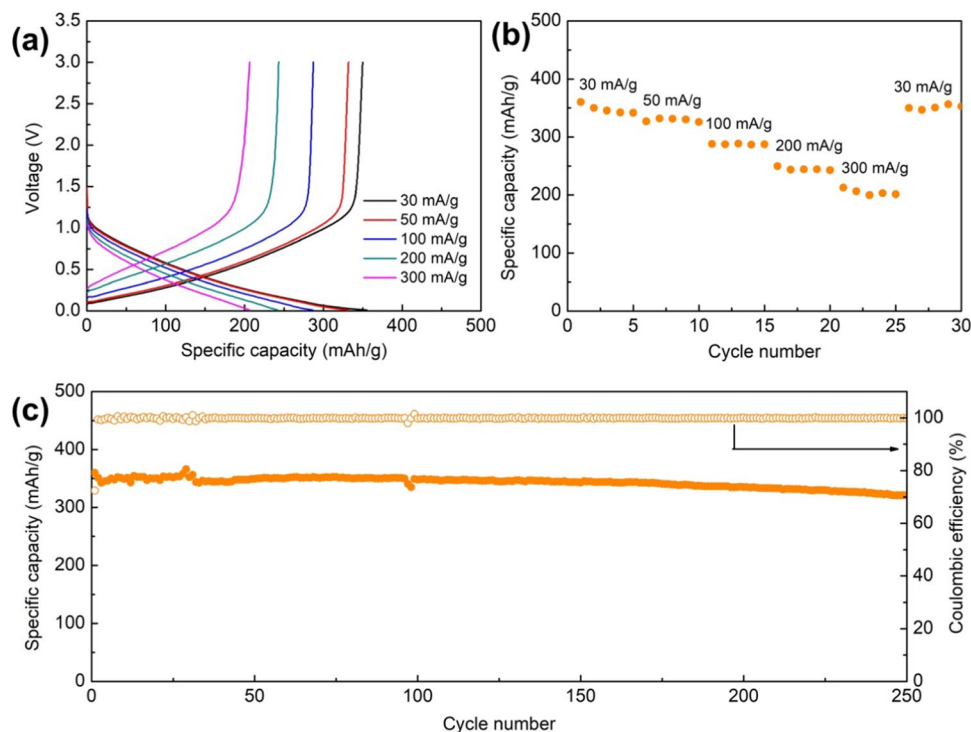 (a)
3.5
3.0
2.5
2.0
1.5
1.0
0.5
0.0
Voltage (V)
30 mA/g
50 mA/g
100 mA/g
200 mA/g
300 mA/g
0 100 200 300 400 500
Specific capacity (mAh/g)
(b)
500
400
300
200
100
0
Specific capacity (mAh/g)
30 mA/g
50 mA/g
100 mA/g
200 mA/g
300 mA/g
30 mA/g
0 5 10 15 20 25 30
Cycle number
(c)
500
400
300
200
100
0
Specific capacity (mAh/g)
100
80
60
40
20
0
Coulombic efficiency (%)
0 50 100 150 200 250
Cycle number